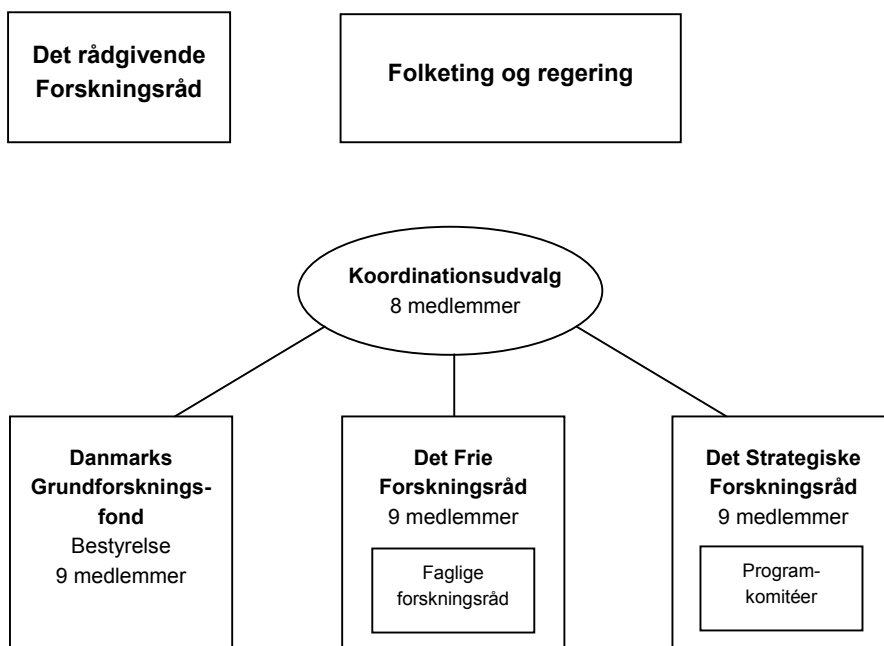 Det rådgivende
Forskningsråd
Folketing og regering
Koordinationsudvalg
8 medlemmer
Danmarks
Grundforsknings-
fond
Bestyrelse
9 medlemmer
Det Frie
Forskningsråd
9 medlemmer
Faglige
forskningsråd
Det Strategiske
Forskningsråd
9 medlemmer
Program-
komitéer